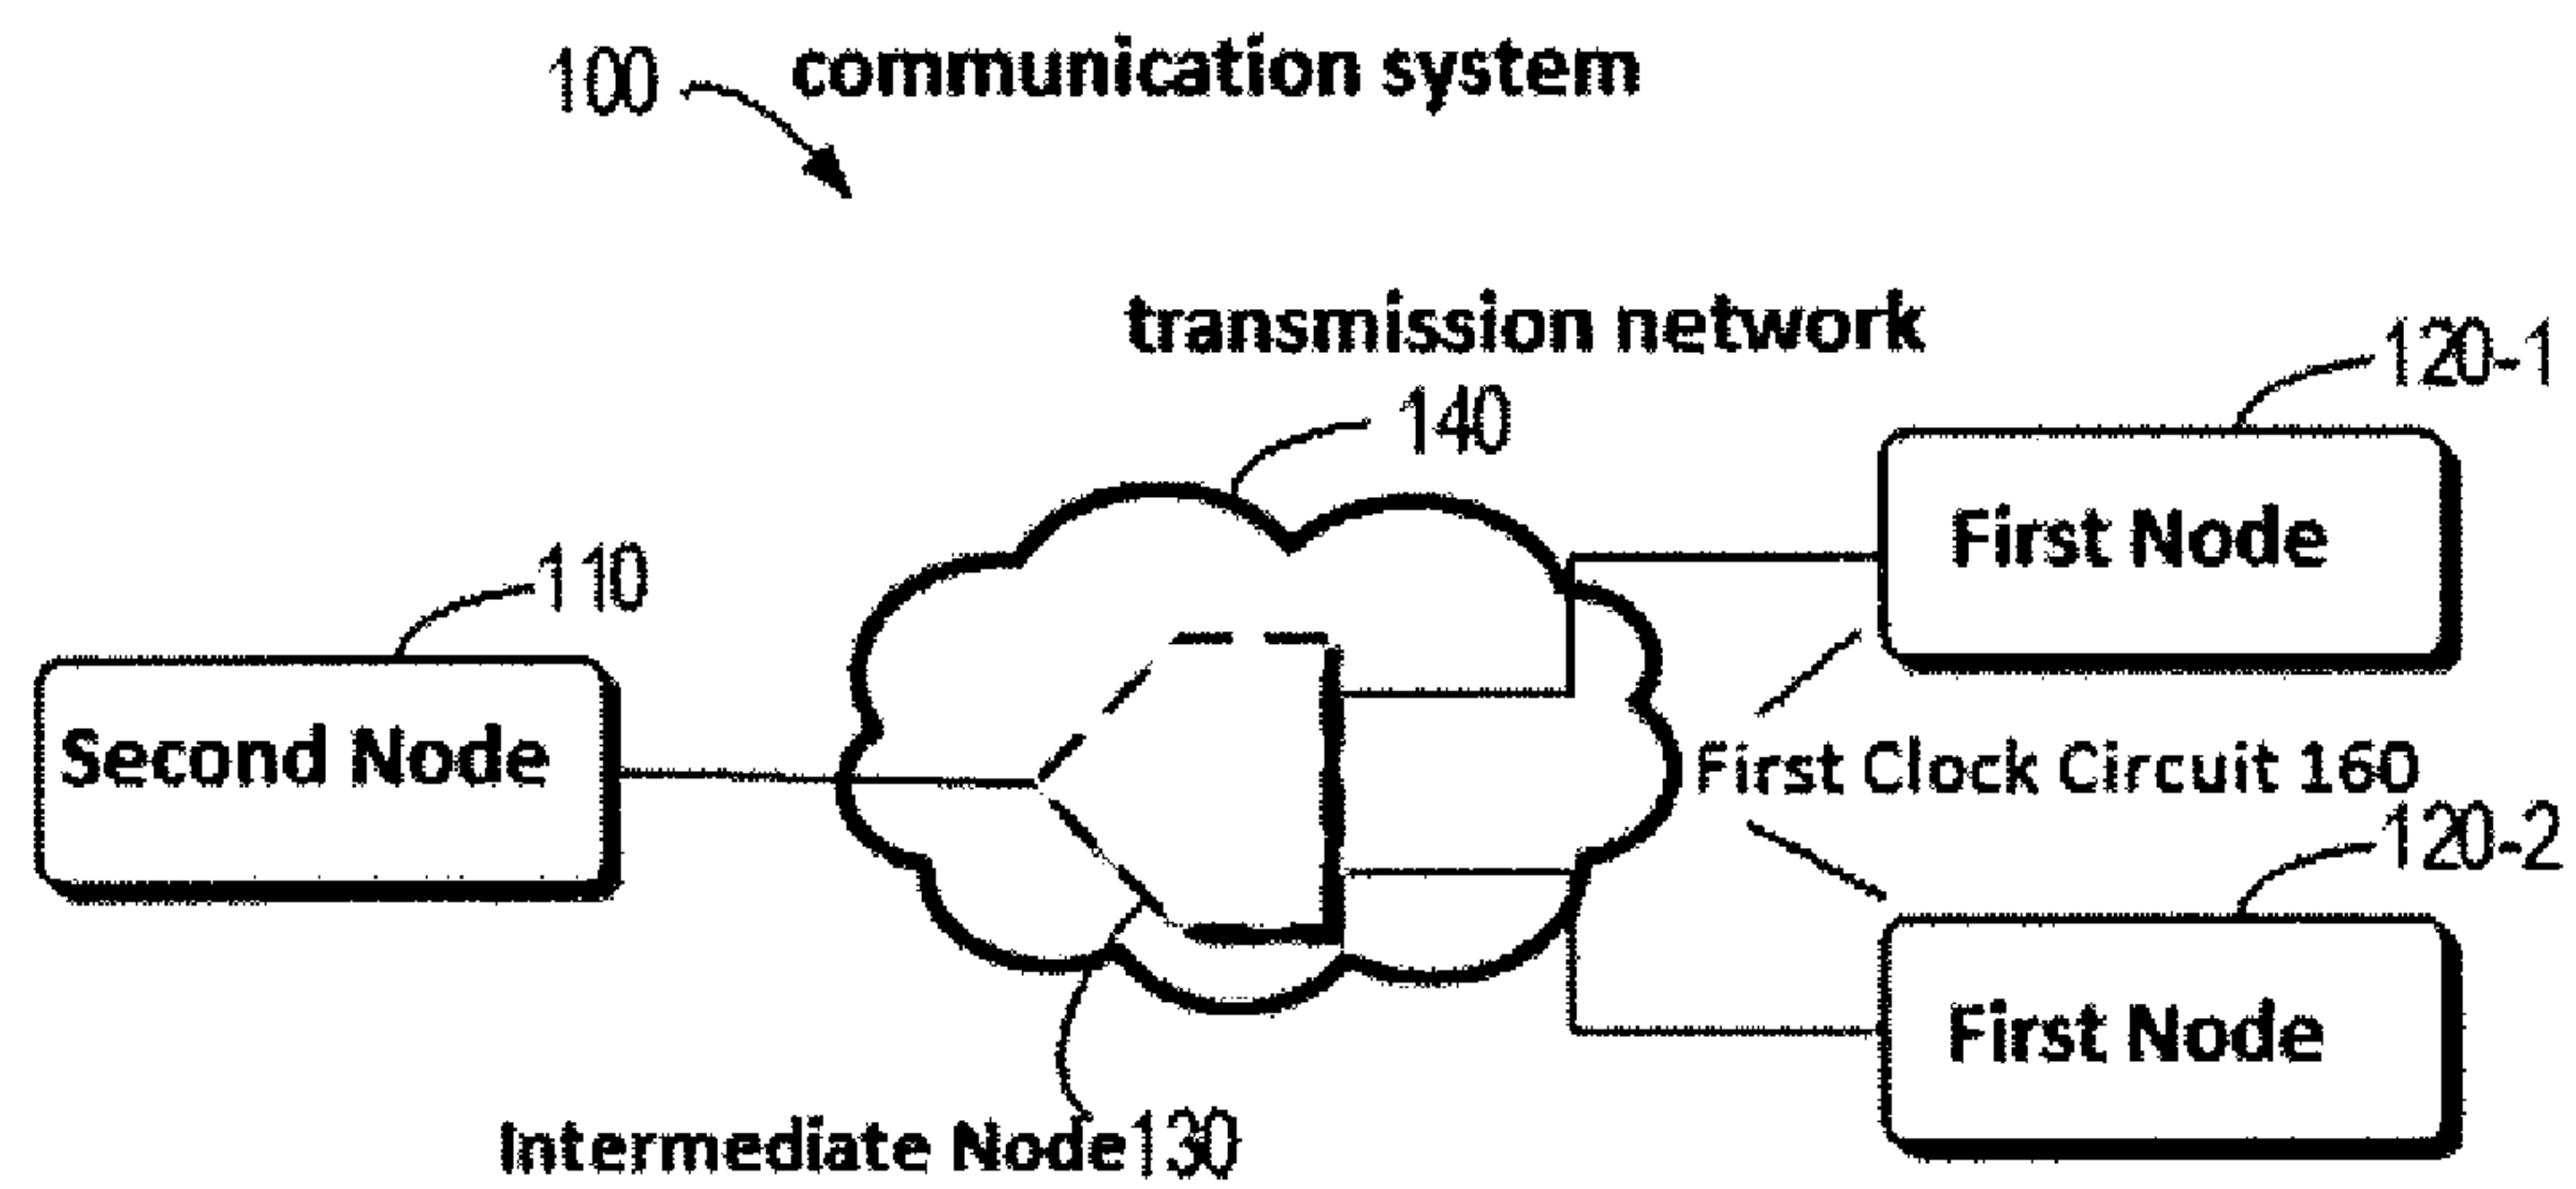 100 communication system
transmission network
140
120-1
First Node
110
Second Node
First Clock Circuit 160
120-2
First Node
Intermediate Node130